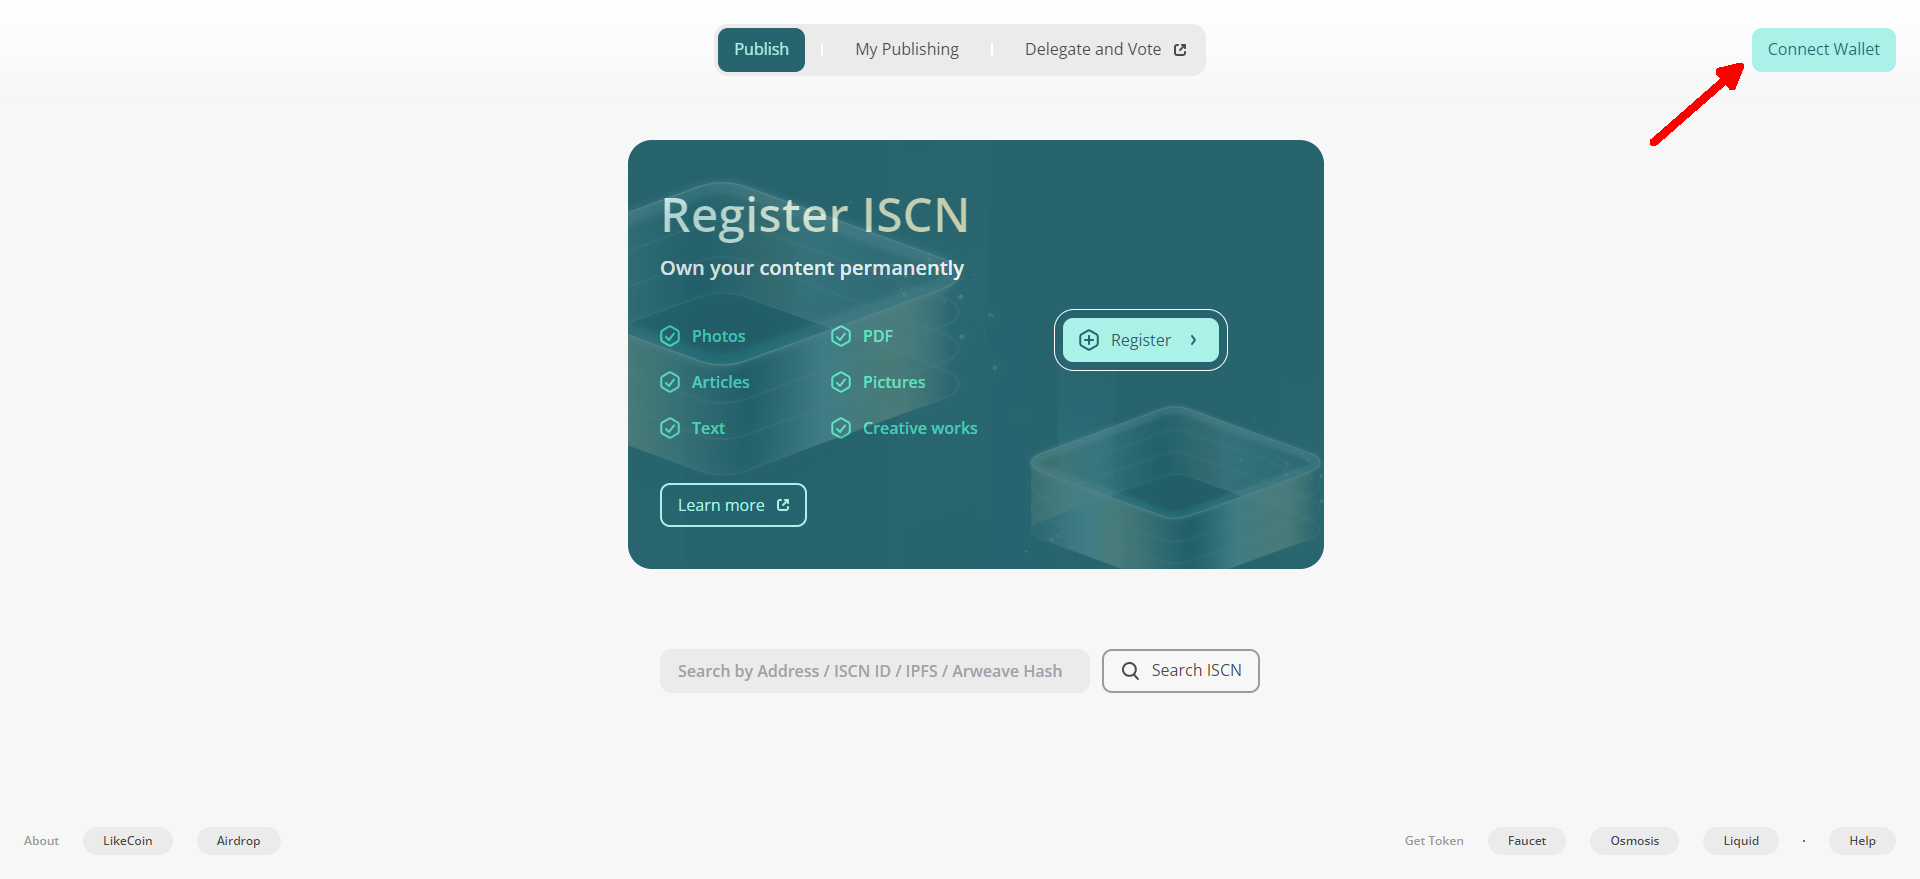 Publish My Publishing Delegate and Vote Connect Wallet
Register ISCN
Own your content permanently
Photos PDF
Register
Articles Pictures
Text Creative works
Learn more
Search by Address / ISCN ID / IPFS / Arweave Hash Search ISCN
About LikeCoin Airdrop Get Token Faucet Osmosis Liquid · Help